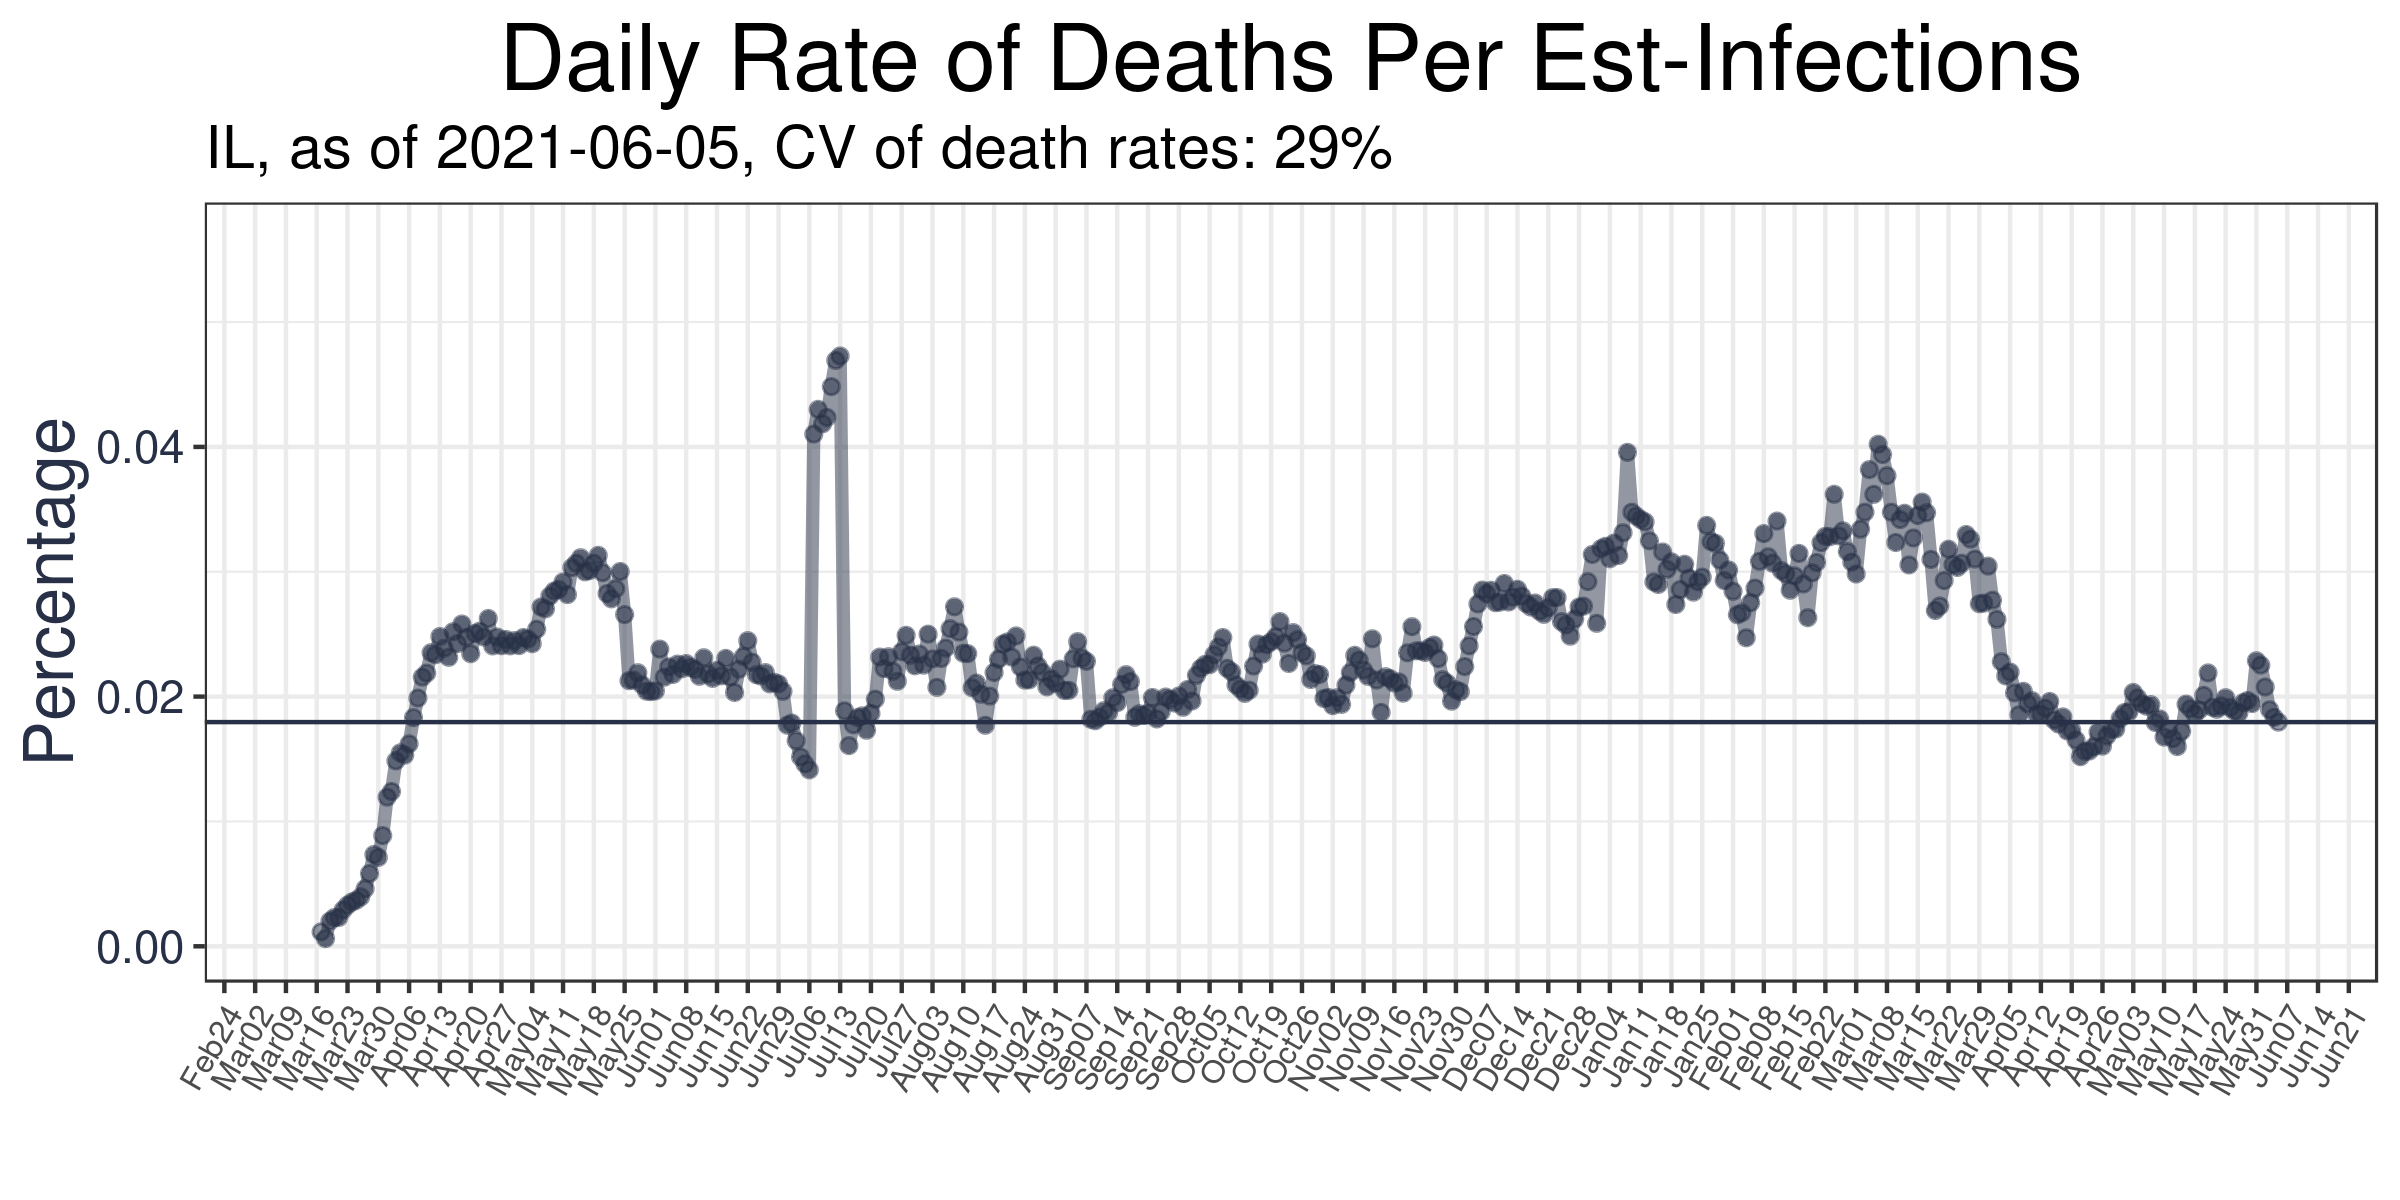 Daily Rate of Deaths Per Est-Infections
IL, as of 2021-06-05, CV of death rates: 29%
Percentage
0.04
0.02
0.00
Feb24
Mar02
Mar09
Mar16
Mar23
Mar30
Apr06
Apr13
Apr20
Apr27
May04
May11
May18
May25
Jun01
Jun08
Jun15
Jun22
Jun29
Jul06
Jul13
Jul20
Jul27
Aug03
Aug10
Aug17
Aug24
Aug31
Sep07
Sep14
Sep21
Sep28
Oct05
Oct12
Oct19
Oct26
Nov02
Nov09
Nov16
Nov23
Nov30
Dec07
Dec14
Dec21
Dec28
Jan04
Jan11
Jan18
Jan25
Feb01
Feb08
Feb15
Feb22
Mar01
Mar08
Mar15
Mar22
Mar29
Apr05
Apr12
Apr19
Apr26
May03
May10
May17
May24
May31
Jun07
Jun14
Jun21